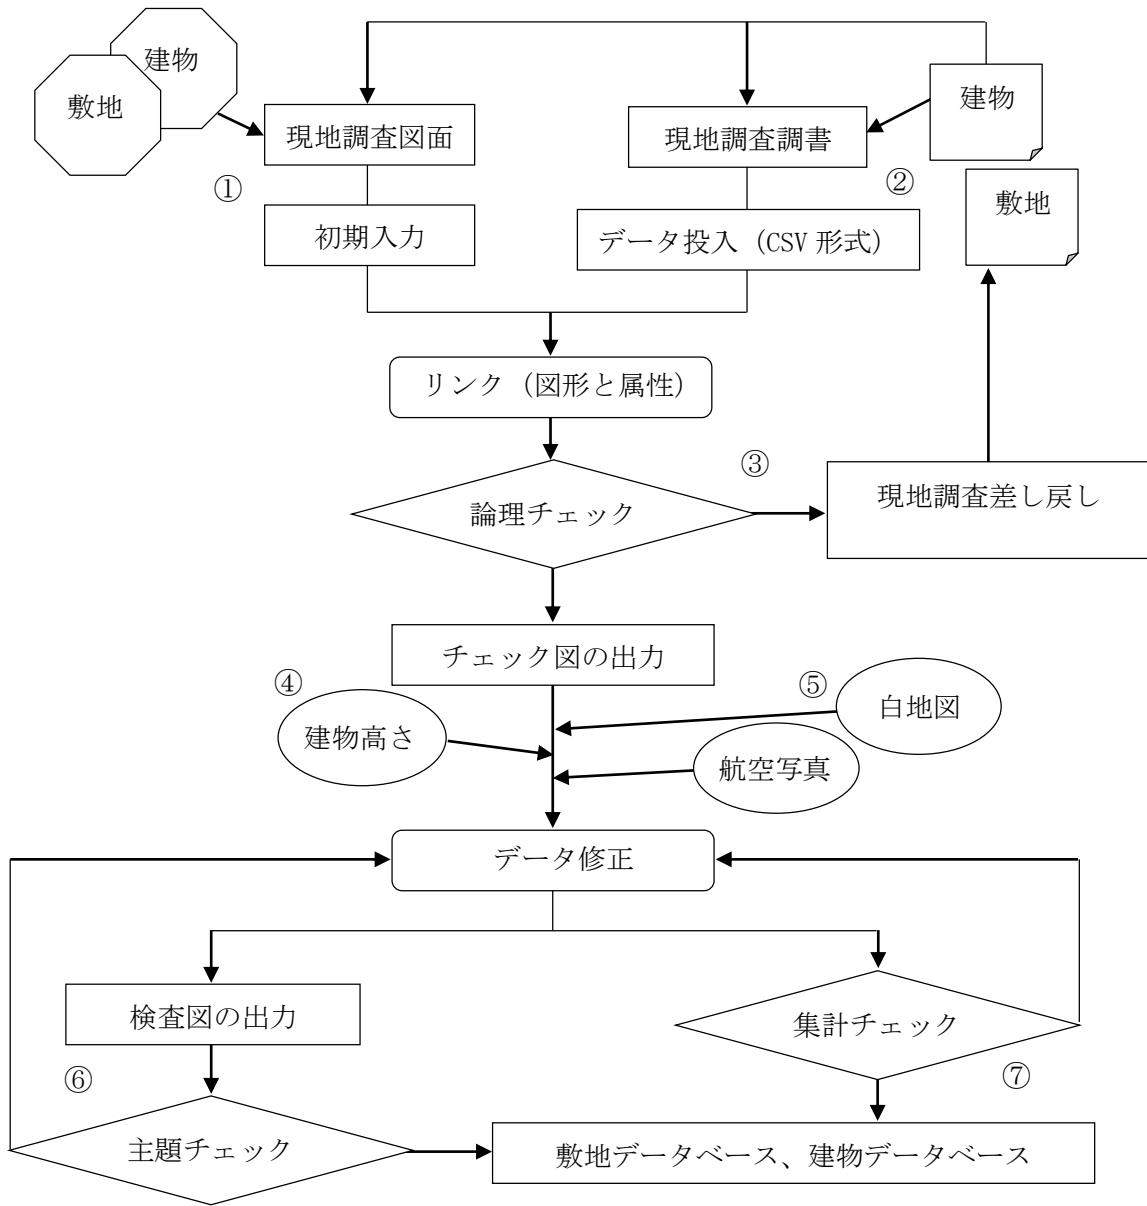 建物
敷地
現地調査図面
現地調査調書
建物
①
②
敷地
初期入力
データ投入（CSV 形式）
リンク（図形と属性）
③
論理チェック
現地調査差し戻し
チェック図の出力
④
⑤
白地図
建物高さ
航空写真
データ修正
検査図の出力
集計チェック
⑥
⑦
主題チェック
敷地データベース、建物データベース